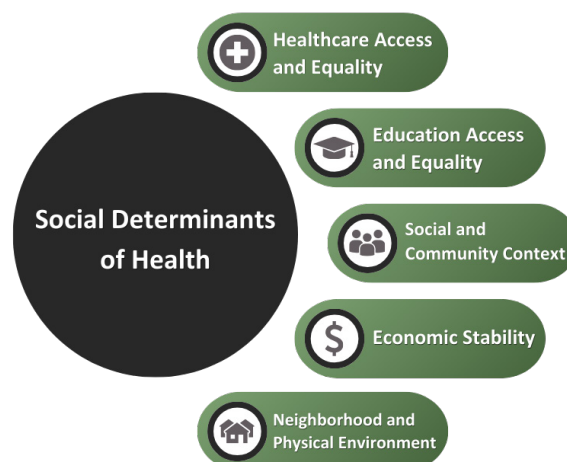 Healthcare Access
and Equality
Education Access
and Equality
Social Determinants
of Health
Social and
Community Context
$
Economic Stability
Neighborhood and
Physical Environment